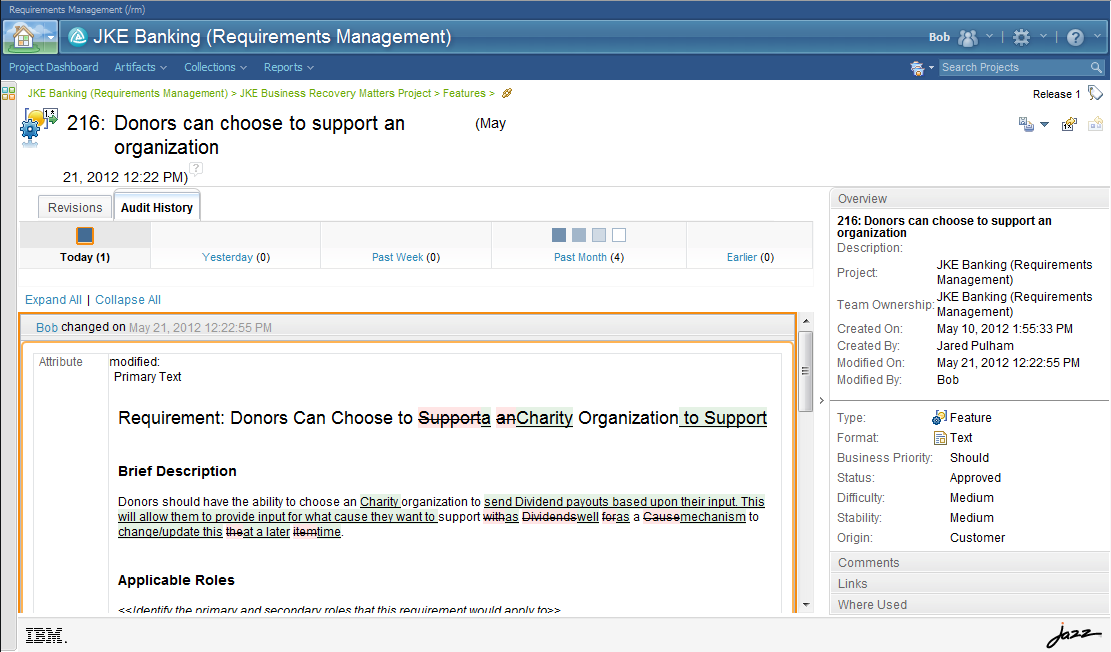 Requirements Management (/rm)
JKE Banking (Requirements Management)
Bob
Project Dashboard Artifacts Collections Reports
Search Projects
JKE Banking (Requirements Management) > JKE Business Recovery Matters Project > Features >
Release 1
216: Donors can choose to support an (May
organization
21, 2012 12:22 PM)
?
Revisions Audit History
Today (1) Yesterday (0) Past Week (0) Past Month (4) Earlier (0)
Expand All | Collapse All
Bob changed on May 21, 2012 12:22:55 PM
Attribute modified:
Primary Text
Requirement: Donors Can Choose to Supporta anCharity Organization to Support
Brief Description
Donors should have the ability to choose an Charity organization to send Dividend payouts based upon their input. This
will allow them to provide input for what cause they want to support withas Dividendswell foras a Causemechanism to
change/update this theat a later itemtime.
Applicable Roles
<<Identify the primary and secondary roles that this requirement would apply to>>
Overview
216: Donors can choose to support an
organization
Description:
Project: JKE Banking (Requirements
Management)
Team Ownership: JKE Banking (Requirements
Management)
Created On: May 10, 2012 1:55:33 PM
Created By: Jared Pulham
Modified On: May 21, 2012 12:22:55 PM
Modified By: Bob
Type: Feature
Format: Text
Business Priority: Should
Status: Approved
Difficulty: Medium
Stability: Medium
Origin: Customer
Comments
Links
Where Used
IBM.
jazz